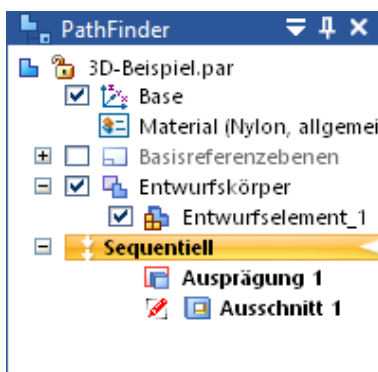 PathFinder
3D-Beispiel.par
Base
Material (Nylon, allgemei
Basisreferenzebenen
Entwurfskörper
Entwurfselement_1
Sequentiell
Ausprägung 1
Ausschnitt 1